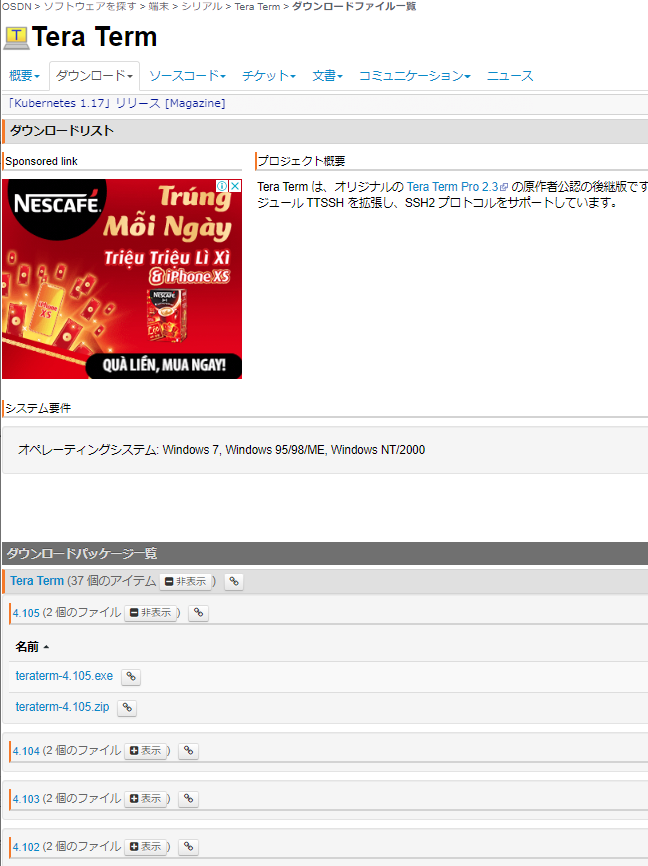 OSDN > ソフトウェアを探す > 端末 > シリアル > Tera Term > ダウンロードファイル一覧
T
Tera Term
概要 ダウンロード ソースコード チケット 文書 コミュニケーション ニュース
「Kubernetes 1.17」リリース [Magazine]
ダウンロードリスト
Sponsored link
NESCAFÉ.
Trúng
Mỗi Ngày
Triệu Triệu Lì Xì
& iPhone XS
iPhone XS
NESCAFÉ
QUÀ LIỀN, MUA NGAY!
プロジェクト概要
Tera Term は、オリジナルの Tera Term Pro 2.3 の原作者公認の後継版です
ジュール TTSSH を拡張し、SSH2 プロトコルをサポートしています。
システム要件
オペレーティングシステム: Windows 7, Windows 95/98/ME, Windows NT/2000
ダウンロードパッケージ一覧
Tera Term (37 個のアイテム 非表示)
4.105 (2 個のファイル 非表示)
名前
teraterm-4.105.exe
teraterm-4.105.zip
4.104 (2 個のファイル 表示)
4.103 (2 個のファイル 表示)
4.102 (2 個のファイル 表示)